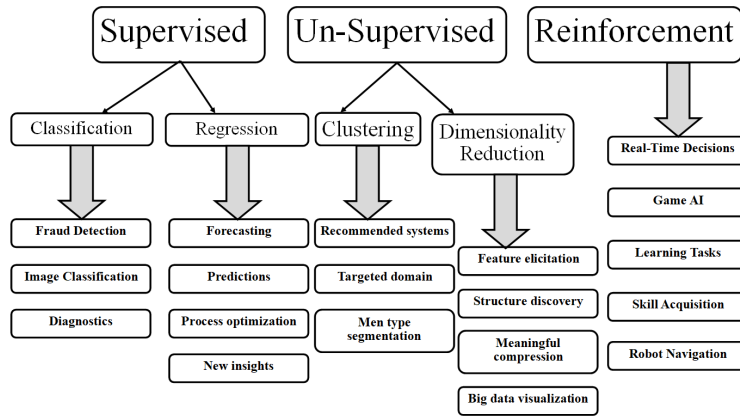 Supervised
Un-Supervised
Reinforcement
Classification
Regression
Clustering
Dimensionality
Reduction
Fraud Detection
Image Classification
Diagnostics
Forecasting
Predictions
Process optimization
New insights
Recommended systems
Targeted domain
Men type
segmentation
Feature elicitation
Structure discovery
Meaningful
compression
Big data visualization
Real-Time Decisions
Game AI
Learning Tasks
Skill Acquisition
Robot Navigation